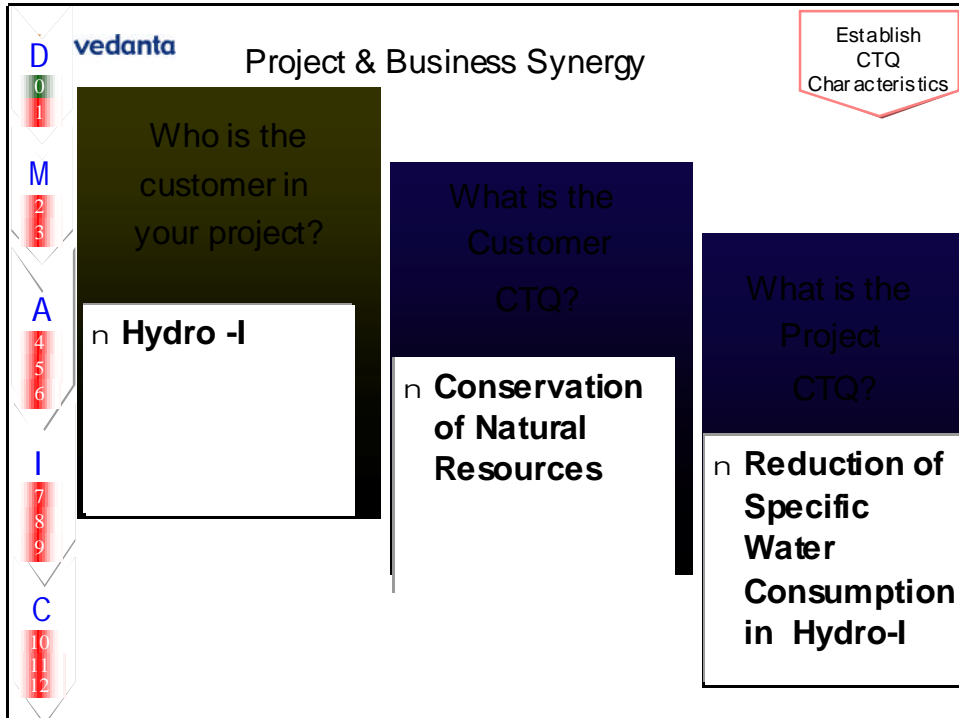 D
0
1
M
2
3
A
4
5
6
I
7
8
9
C
10
11
12
vedanta
Project & Business Synergy
Establish
CTQ
Characteristics
Who is the
customer in
your project?
n Hydro -I
What is the
Customer
CTQ?
n Conservation
of Natural
Resources
What is the
Project
CTQ?
n Reduction of
Specific
Water
Consumption
in Hydro-I